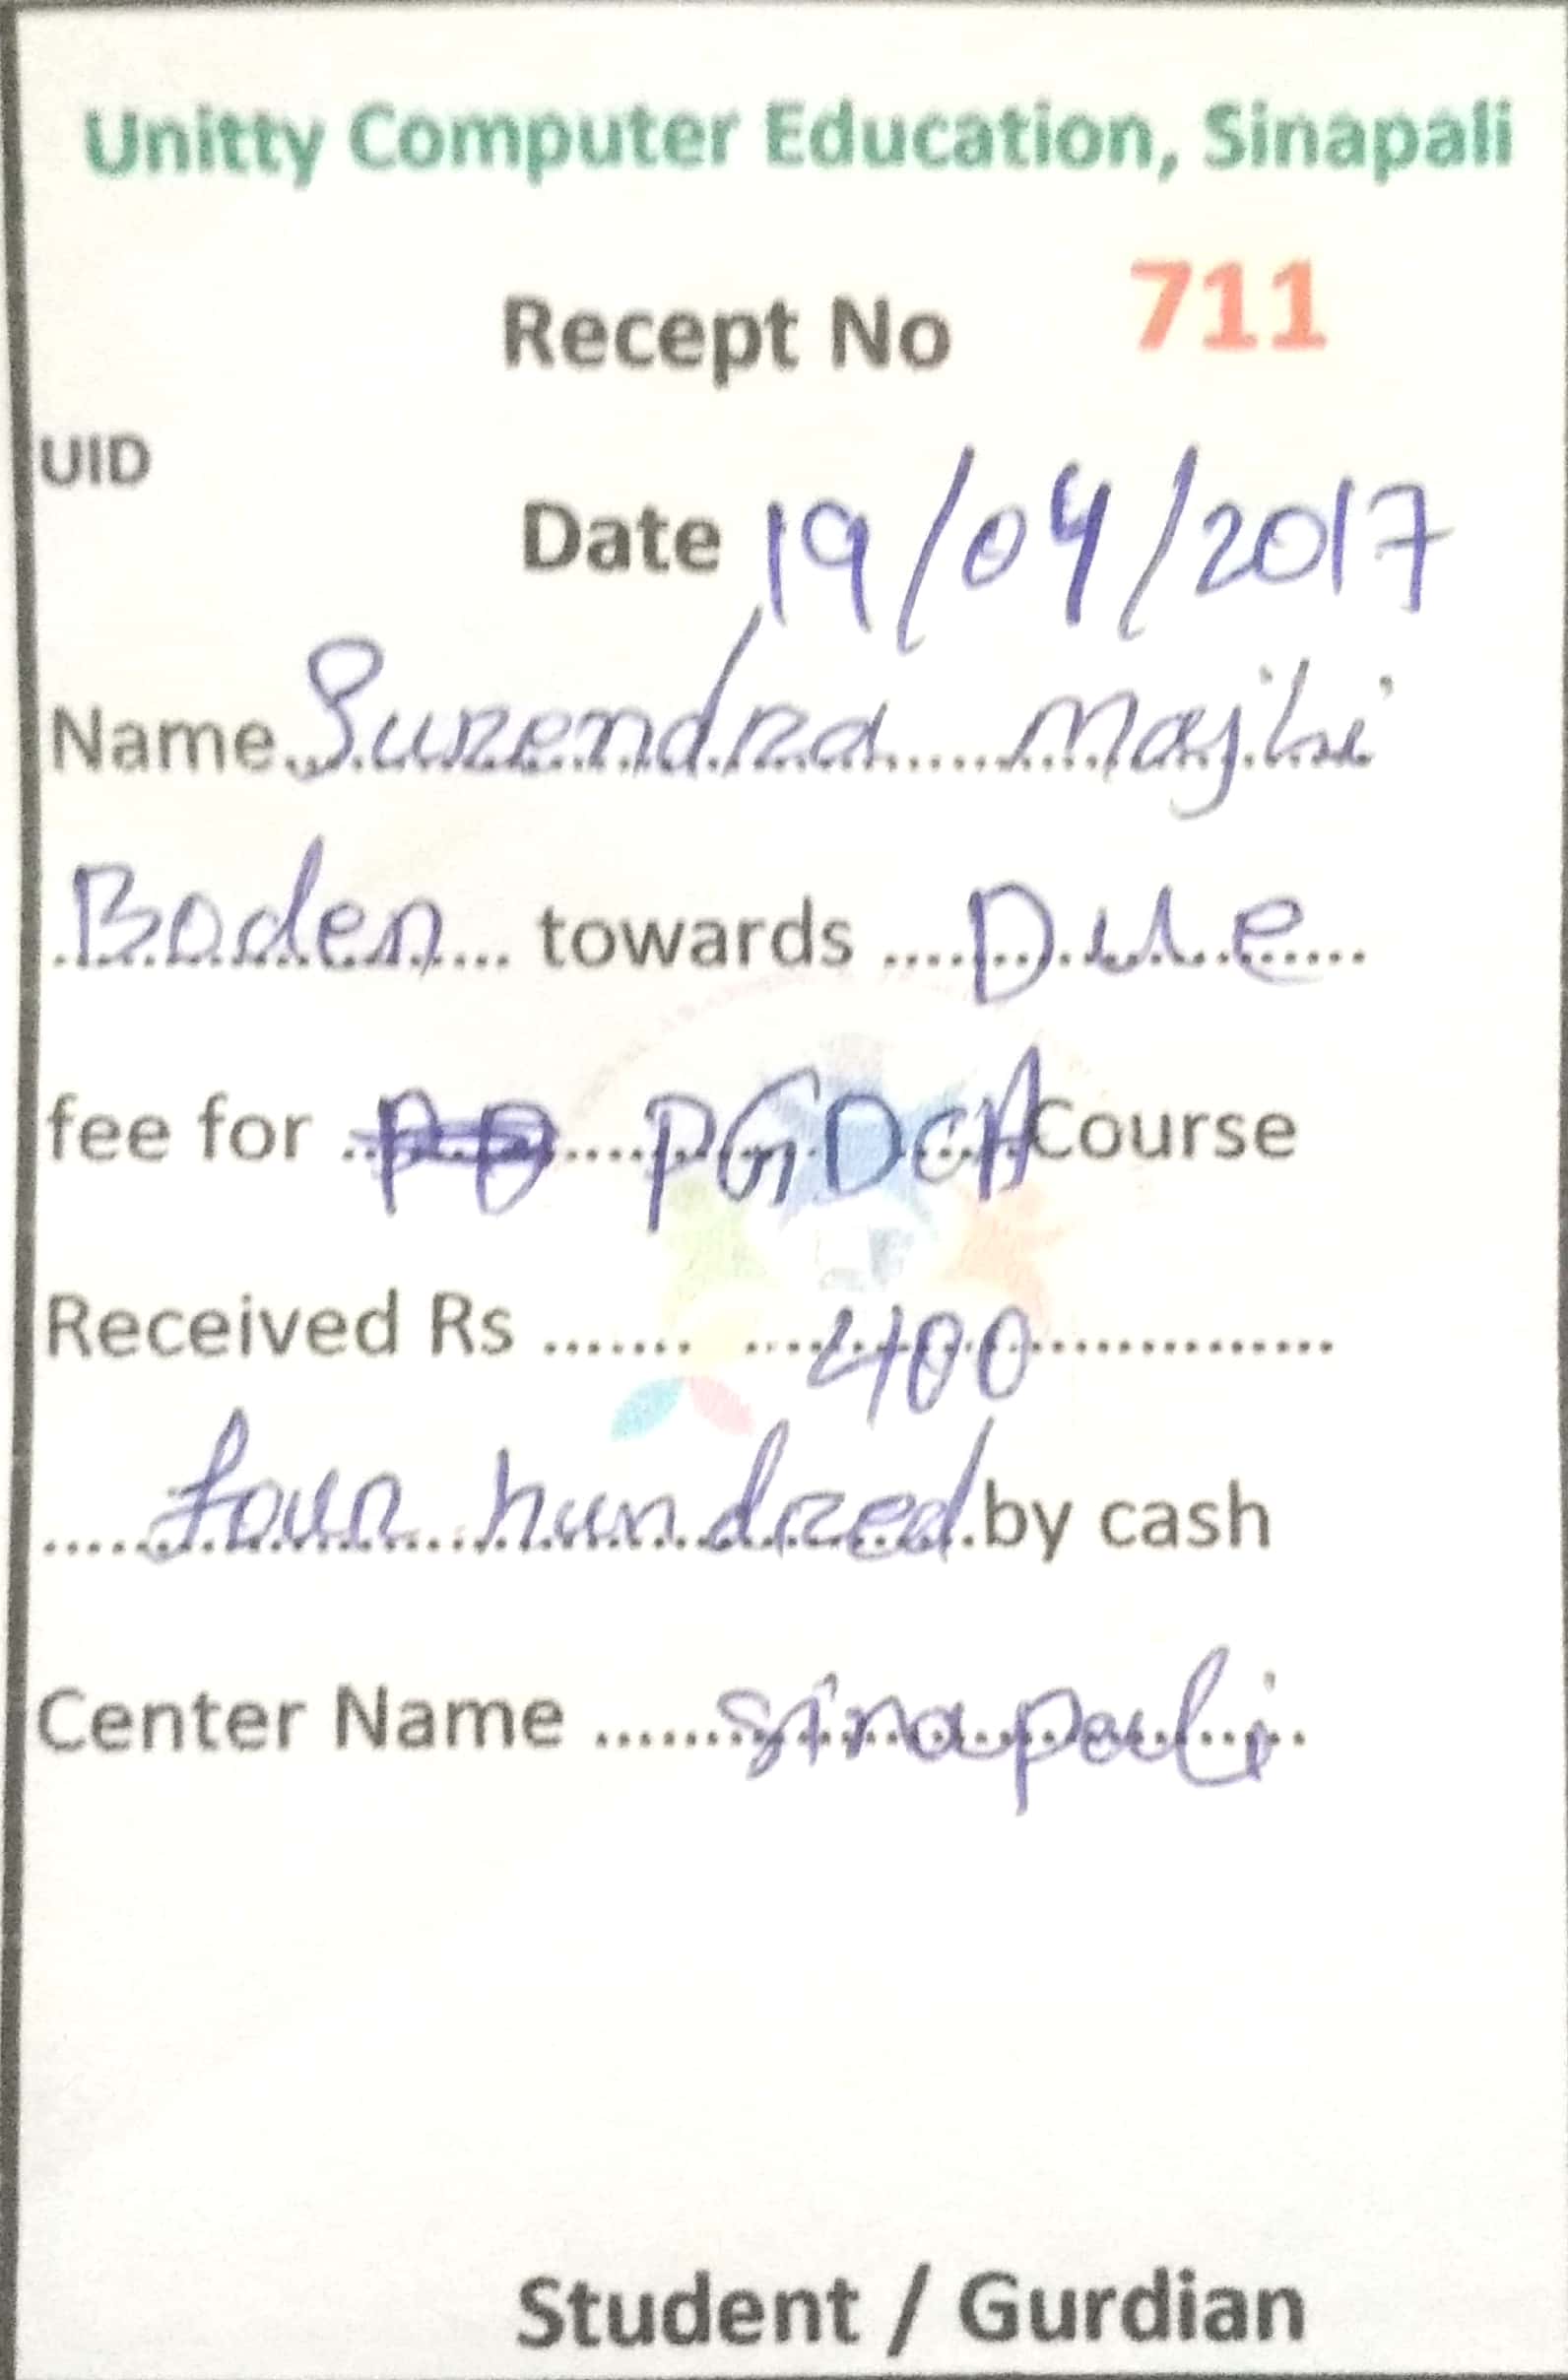 Unitty Computer Education, Sinapali
Recept No 711
UID
Date 19/04/2017
Name Surendra Majhi
Boden towards Due
fee for PGDCA Course
Received Rs 400
four hundred by cash
Center Name Sinapali
Student / Gurdian